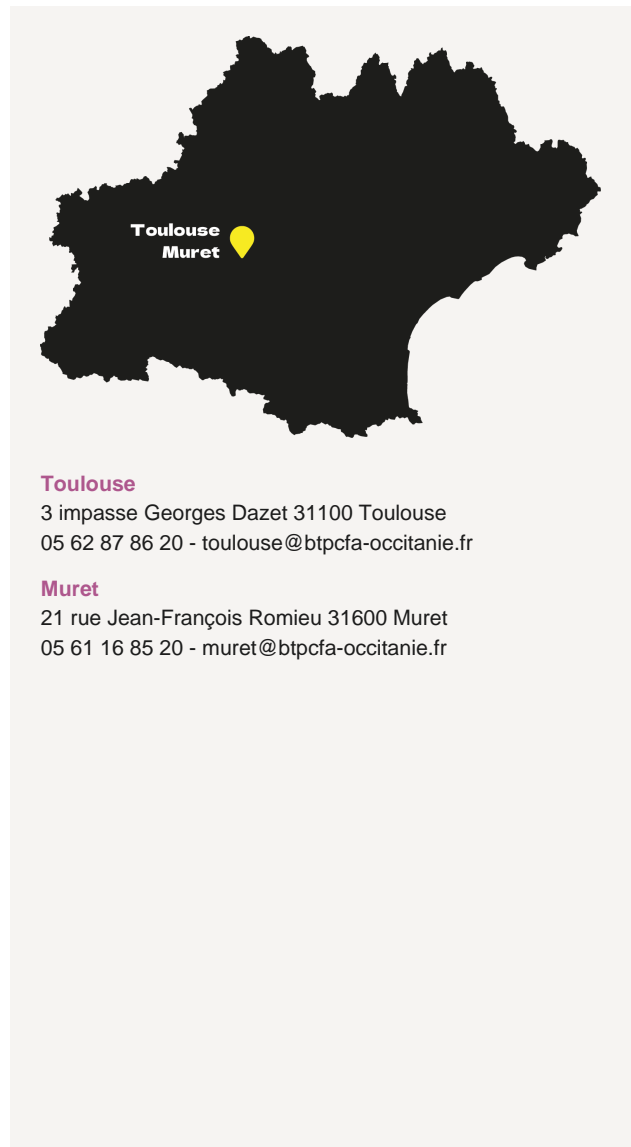 Toulouse
Muret
Toulouse
3 impasse Georges Dazet 31100 Toulouse
05 62 87 86 20 - toulouse@btpcfa-occitanie.fr
Muret
21 rue Jean-François Romieu 31600 Muret
05 61 16 85 20 - muret@btpcfa-occitanie.fr